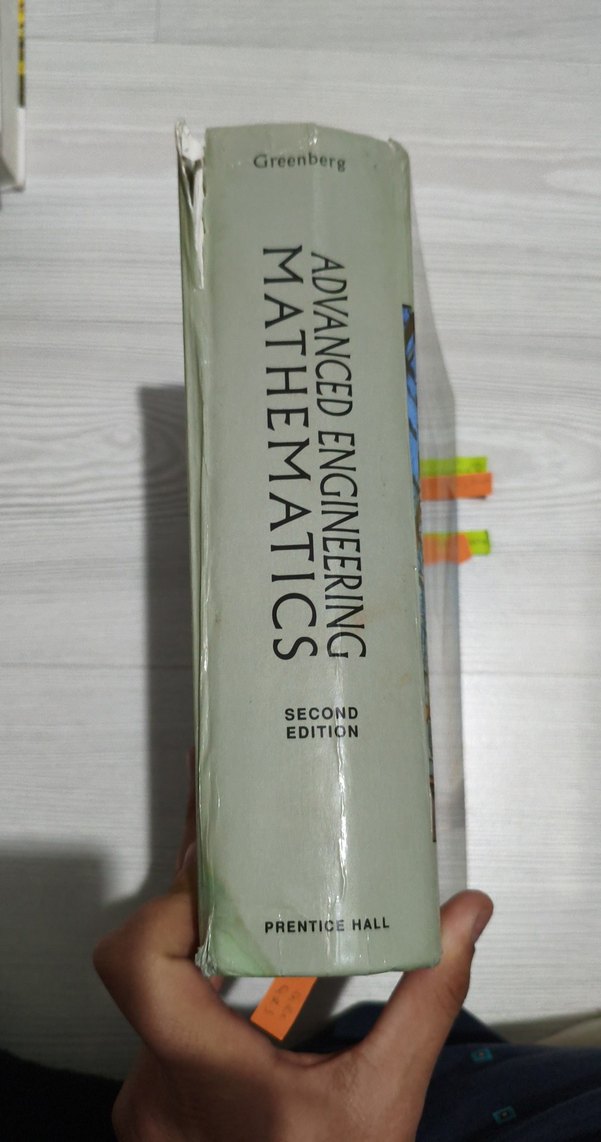 Greenberg
ADVANCED ENGINEERING
MATHEMATICS
SECOND
EDITION
PRENTICE HALL